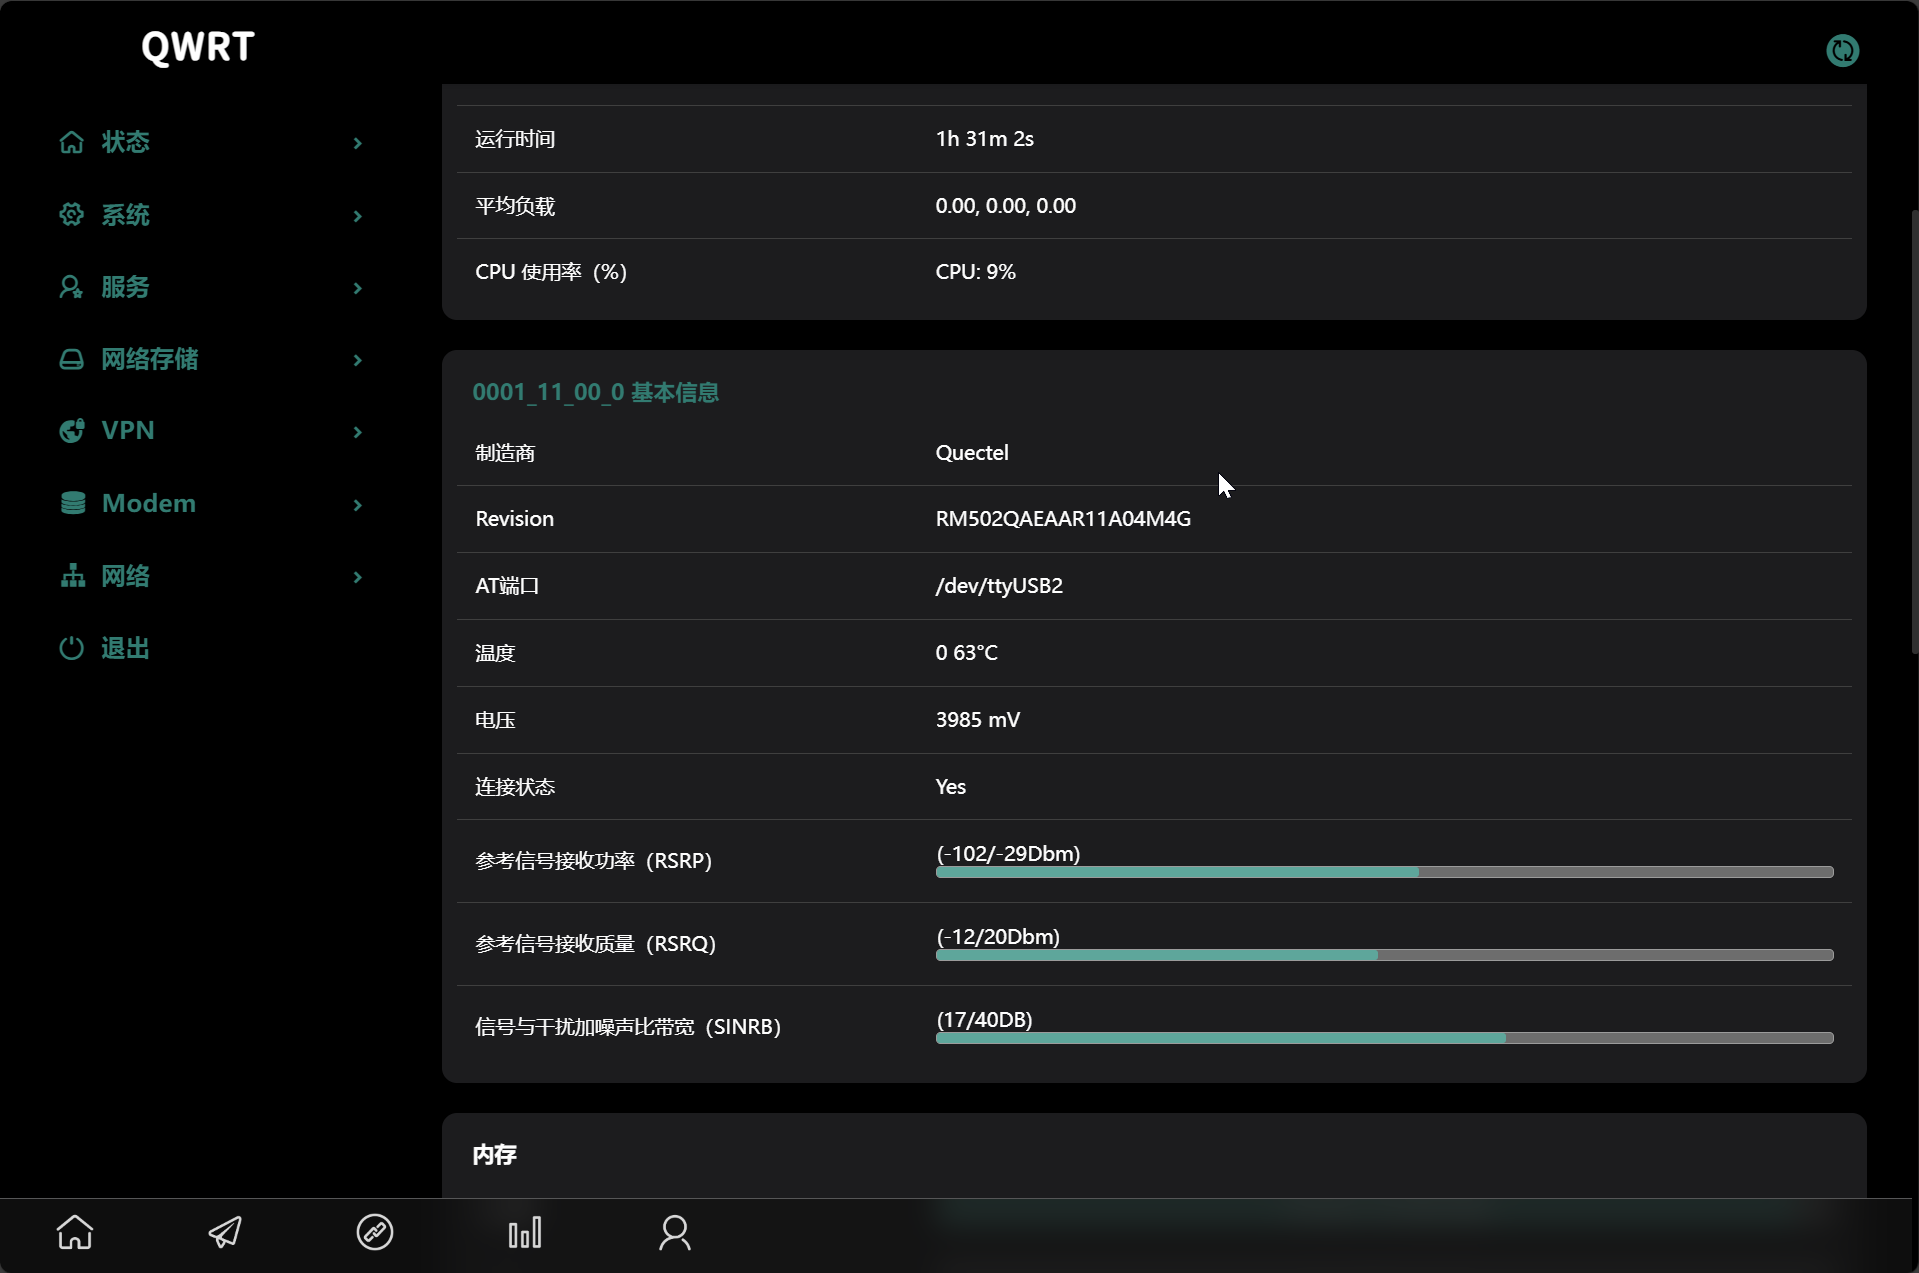 QWRT
状态
系统
服务
网络存储
VPN
Modem
网络
退出
运行时间 1h 31m 2s
平均负载 0.00, 0.00, 0.00
CPU 使用率（%） CPU: 9%
0001_11_00_0 基本信息
制造商 Quectel
Revision RM502QAEAAR11A04M4G
AT端口 /dev/ttyUSB2
温度 0 63°C
电压 3985 mV
连接状态 Yes
参考信号接收功率（RSRP） (-102/-29Dbm)
参考信号接收质量（RSRQ） (-12/20Dbm)
信号与干扰加噪声比带宽（SINRB） (17/40DB)
内存